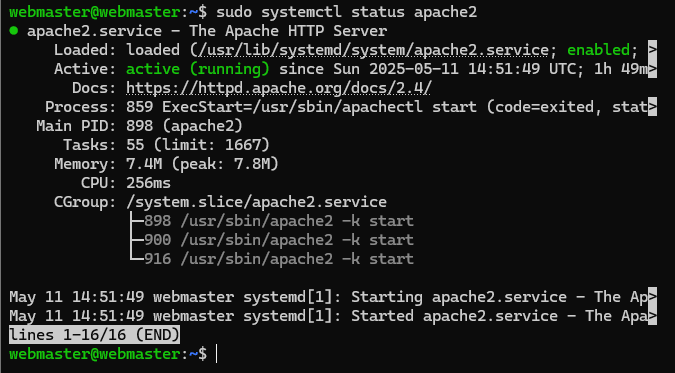 webmaster@webmaster:~$ sudo systemctl status apache2
● apache2.service - The Apache HTTP Server
Loaded: loaded (/usr/lib/systemd/system/apache2.service; enabled; >
Active: active (running) since Sun 2025-05-11 14:51:49 UTC; 1h 49m>
Docs: https://httpd.apache.org/docs/2.4/
Process: 859 ExecStart=/usr/sbin/apachectl start (code=exited, stat>
Main PID: 898 (apache2)
Tasks: 55 (limit: 1667)
Memory: 7.4M (peak: 7.8M)
CPU: 256ms
CGroup: /system.slice/apache2.service
├─898 /usr/sbin/apache2 -k start
├─900 /usr/sbin/apache2 -k start
└─916 /usr/sbin/apache2 -k start
May 11 14:51:49 webmaster systemd[1]: Starting apache2.service - The Ap>
May 11 14:51:49 webmaster systemd[1]: Started apache2.service - The Apa>
lines 1-16/16 (END)
webmaster@webmaster:~$